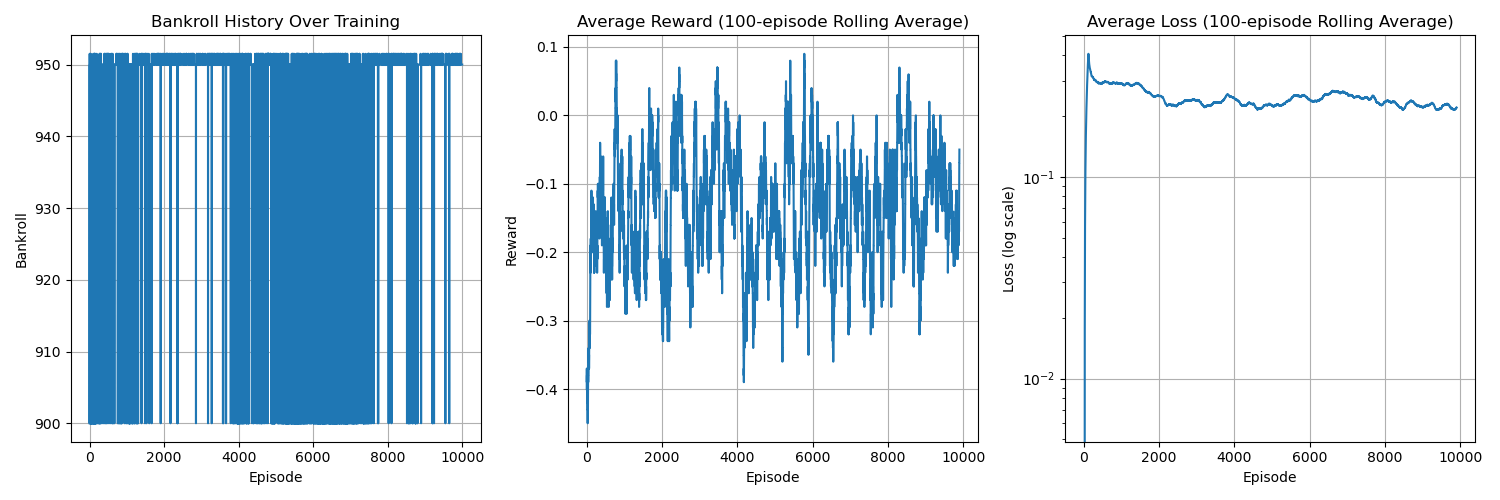 Bankroll History Over Training
Bankroll
950
940
930
920
910
900
0 2000 4000 6000 8000 10000
Episode
Average Reward (100-episode Rolling Average)
Reward
0.1
0.0
−0.1
−0.2
−0.3
−0.4
0 2000 4000 6000 8000 10000
Episode
Average Loss (100-episode Rolling Average)
Loss (log scale)
10⁻¹
10⁻²
0 2000 4000 6000 8000 10000
Episode